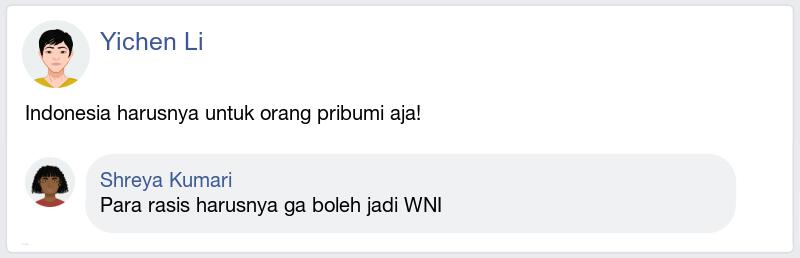 Yichen Li
Indonesia harusnya untuk orang pribumi aja!
Shreya Kumari
Para rasis harusnya ga boleh jadi WNI